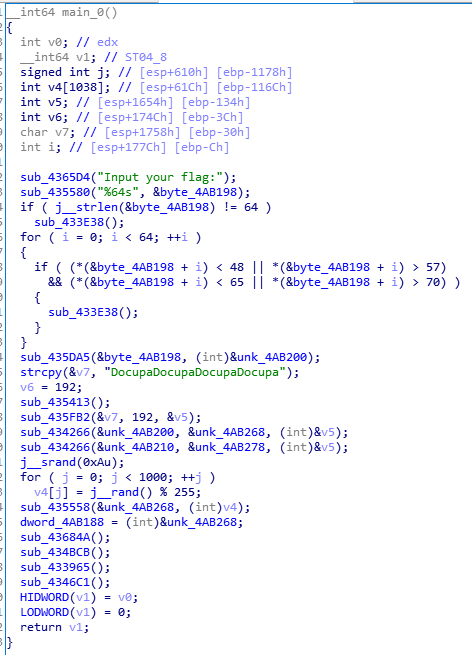 __int64 main_0()
{
int v0; // edx
__int64 v1; // ST04_8
signed int j; // [esp+610h] [ebp-1178h]
int v4[1038]; // [esp+61Ch] [ebp-116Ch]
int v5; // [esp+1654h] [ebp-134h]
int v6; // [esp+174Ch] [ebp-3Ch]
char v7; // [esp+1758h] [ebp-30h]
int i; // [esp+177Ch] [ebp-Ch]
sub_4365D4("Input your flag:");
sub_435580("%64s", &byte_4AB198);
if ( j__strlen(&byte_4AB198) != 64 )
sub_433E38();
for ( i = 0; i < 64; ++i )
{
if ( (*(&byte_4AB198 + i) < 48 || *(&byte_4AB198 + i) > 57)
&& (*(&byte_4AB198 + i) < 65 || *(&byte_4AB198 + i) > 70) )
{
sub_433E38();
}
}
sub_435DA5(&byte_4AB198, (int)&unk_4AB200);
strcpy(&v7, "DocupaDocupaDocupaDocupa");
v6 = 192;
sub_435413();
sub_435FB2(&v7, 192, &v5);
sub_434266(&unk_4AB200, &unk_4AB268, (int)&v5);
sub_434266(&unk_4AB210, &unk_4AB278, (int)&v5);
j__srand(0xAu);
for ( j = 0; j < 1000; ++j )
v4[j] = j__rand() % 255;
sub_435558(&unk_4AB268, (int)v4);
dword_4AB188 = (int)&unk_4AB268;
sub_43684A();
sub_434BCB();
sub_433965();
sub_4346C1();
HIDWORD(v1) = v0;
LODWORD(v1) = 0;
return v1;
}